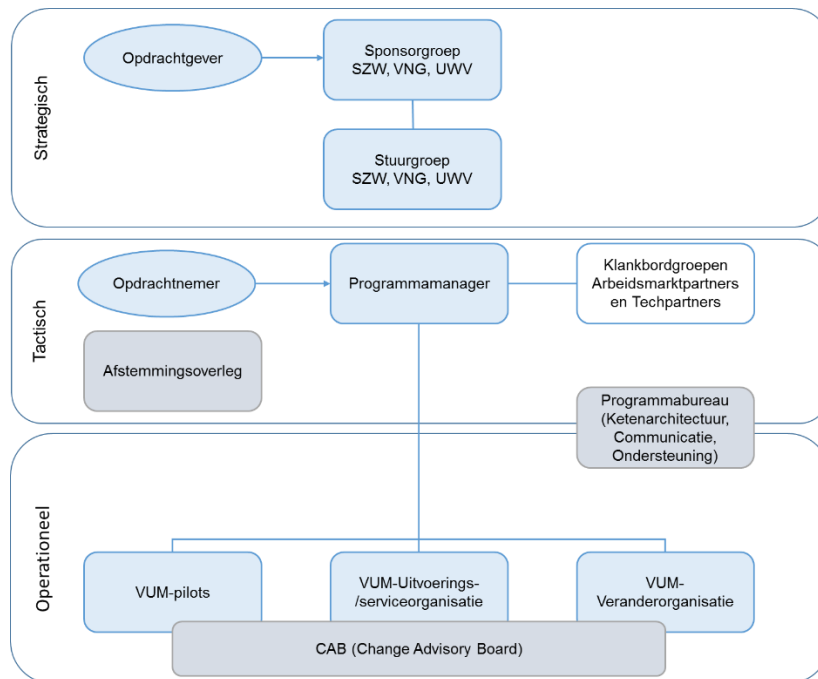 Strategisch
Opdrachtgever
Sponsorgroep
SZW, VNG, UWV
Stuurgroep
SZW, VNG, UWV
Tactisch
Opdrachtnemer
Programmamanager
Klankbordgroepen
Arbeidsmarktpartners
en Techpartners
Afstemmingsoverleg
Programmabureau
(Ketenarchitectuur,
Communicatie,
Ondersteuning)
Operationeel
VUM-pilots
VUM-Uitvoerings-
/serviceorganisatie
VUM-
Veranderorganisatie
CAB (Change Advisory Board)